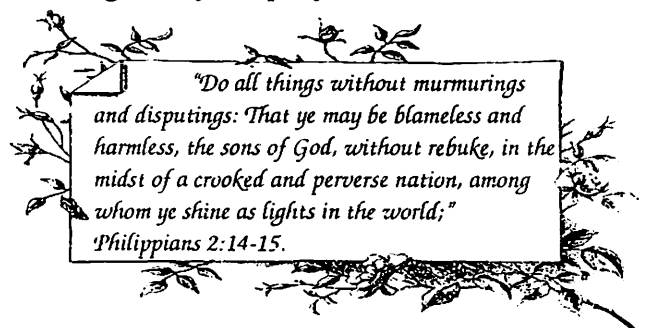 "Do all things without murmurings
and disputings: That ye may be blameless and
harmless, the sons of God, without rebuke, in the
midst of a crooked and perverse nation, among
whom ye shine as lights in the world;"
Philippians 2:14-15.